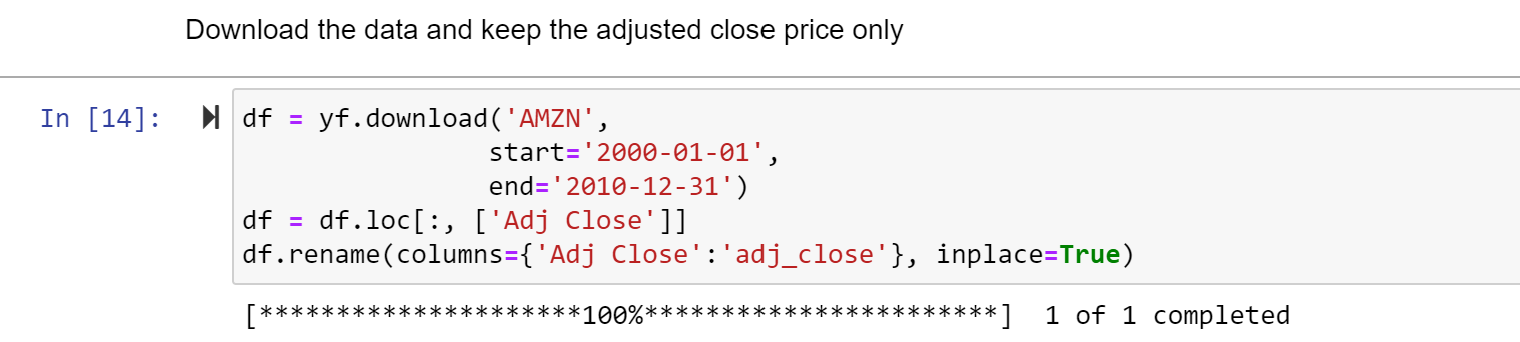 Download the data and keep the adjusted close price only
In [14]:
df = yf.download('AMZN',
                start='2000-01-01',
                end='2010-12-31')
df = df.loc[:, ['Adj Close']]
df.rename(columns={'Adj Close':'adj_close'}, inplace=True)
[*********************100%***********************]  1 of 1 completed